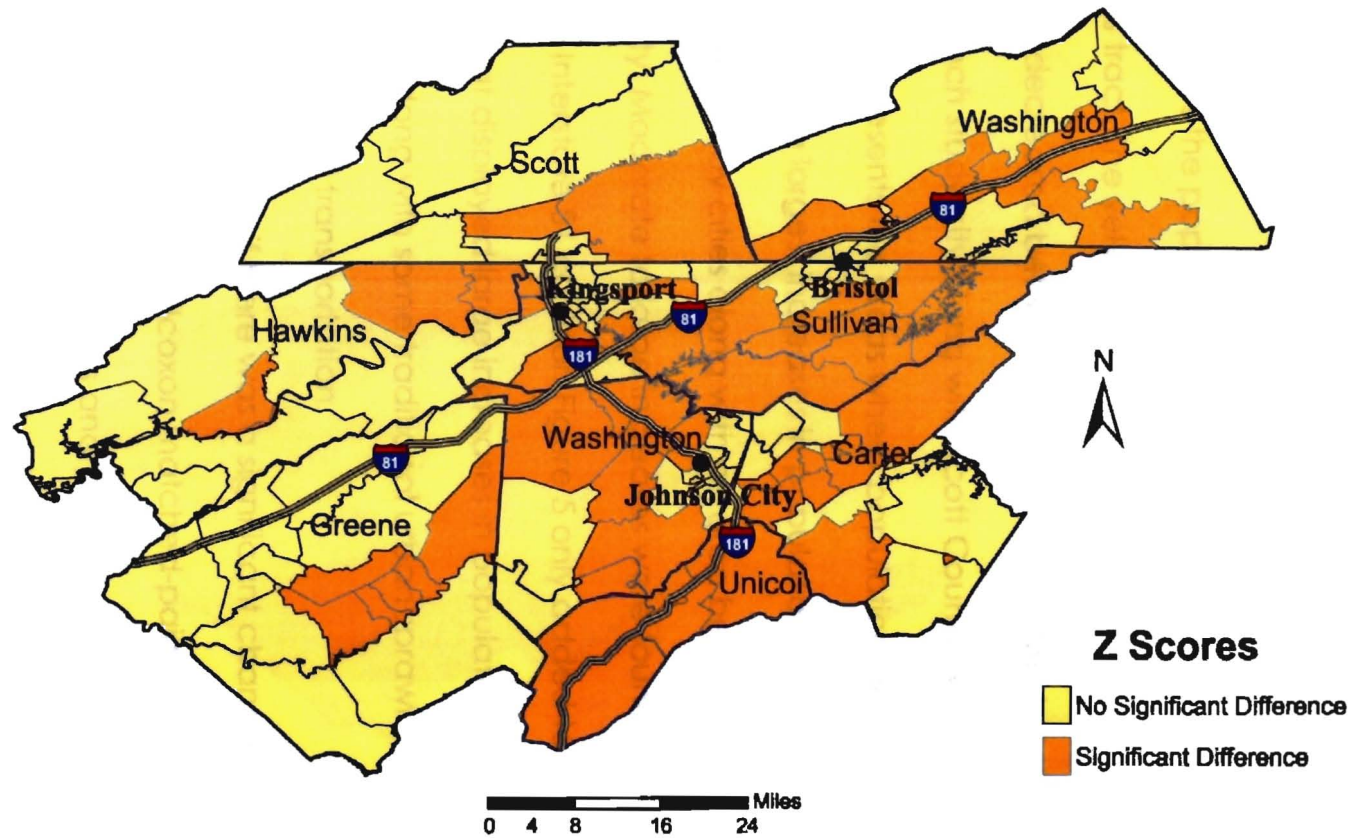 Washington
Scott
81
Kingsport
Bristol
81
Sullivan
Hawkins
181
N
Washington
Carter
81
Johnson City
Greene
181
Unicoi
Z Scores
No Significant Difference
Significant Difference
Miles
0 4 8 16 24